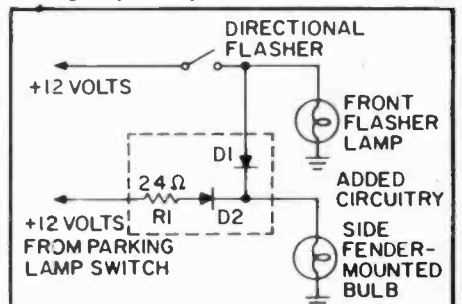 DIRECTIONAL
FLASHER
+12 VOLTS
FRONT
FLASHER
LAMP
D1
24Ω
R1
D2
ADDED
CIRCUITRY
+12 VOLTS
FROM PARKING
LAMP SWITCH
SIDE
FENDER-
MOUNTED
BULB